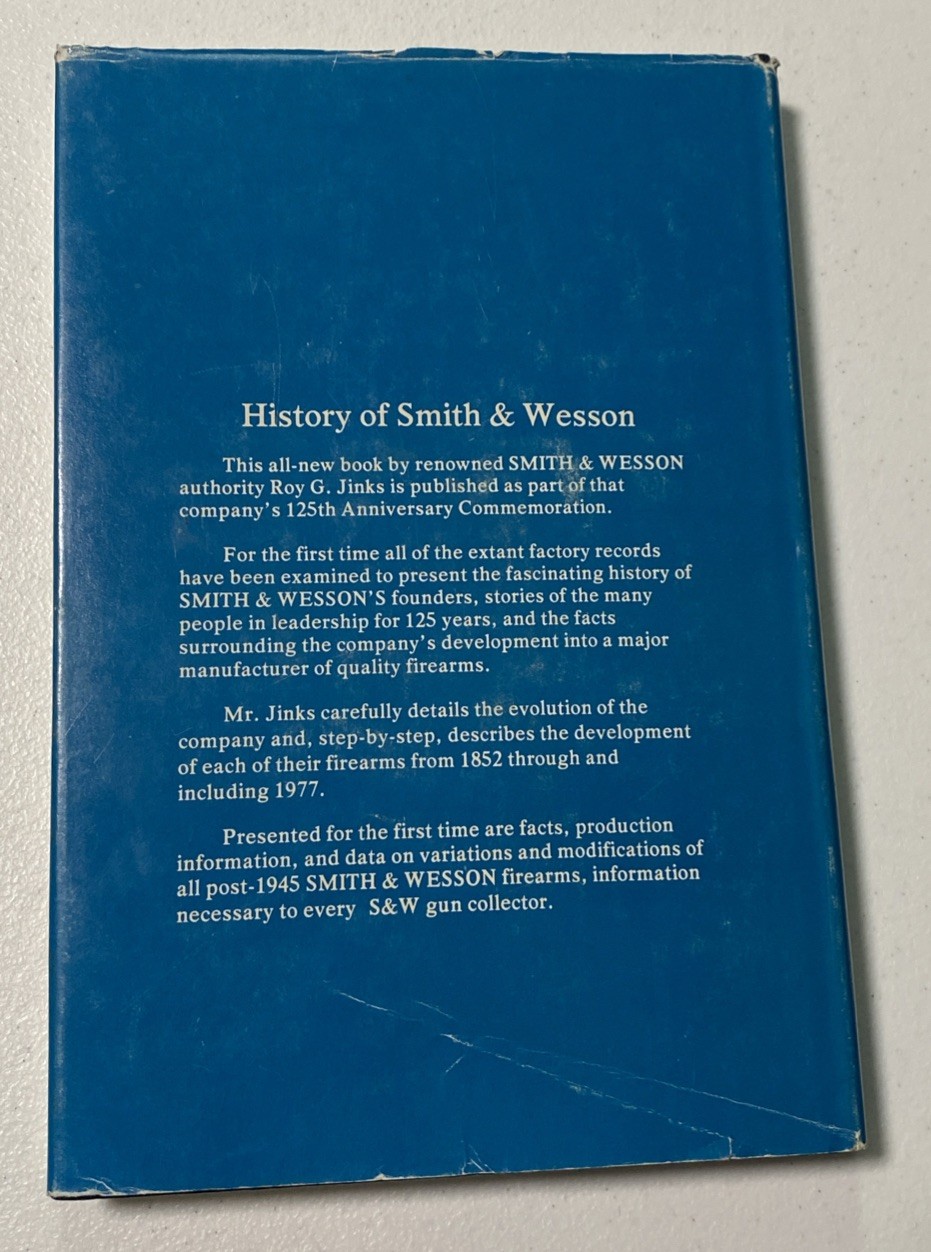 History of Smith & Wesson
This all-new book by renowned SMITH & WESSON
authority Roy G. Jinks is published as part of that
company's 125th Anniversary Commemoration.
For the first time all of the extant factory records
have been examined to present the fascinating history of
SMITH & WESSON'S founders, stories of the many
people in leadership for 125 years, and the facts
surrounding the company's development into a major
manufacturer of quality firearms.
Mr. Jinks carefully details the evolution of the
company and, step-by-step, describes the development
of each of their firearms from 1852 through and
including 1977.
Presented for the first time are facts, production
information, and data on variations and modifications of
all post-1945 SMITH & WESSON firearms, information
necessary to every S&W gun collector.